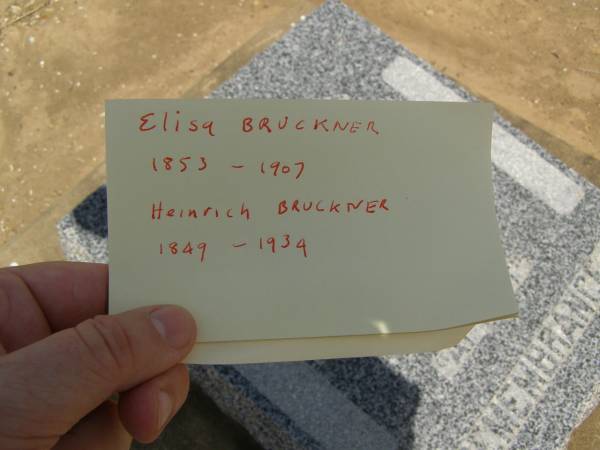 Elisa BRUCKNER
1853 - 1907
Heinrich BRUCKNER
1849 - 1934